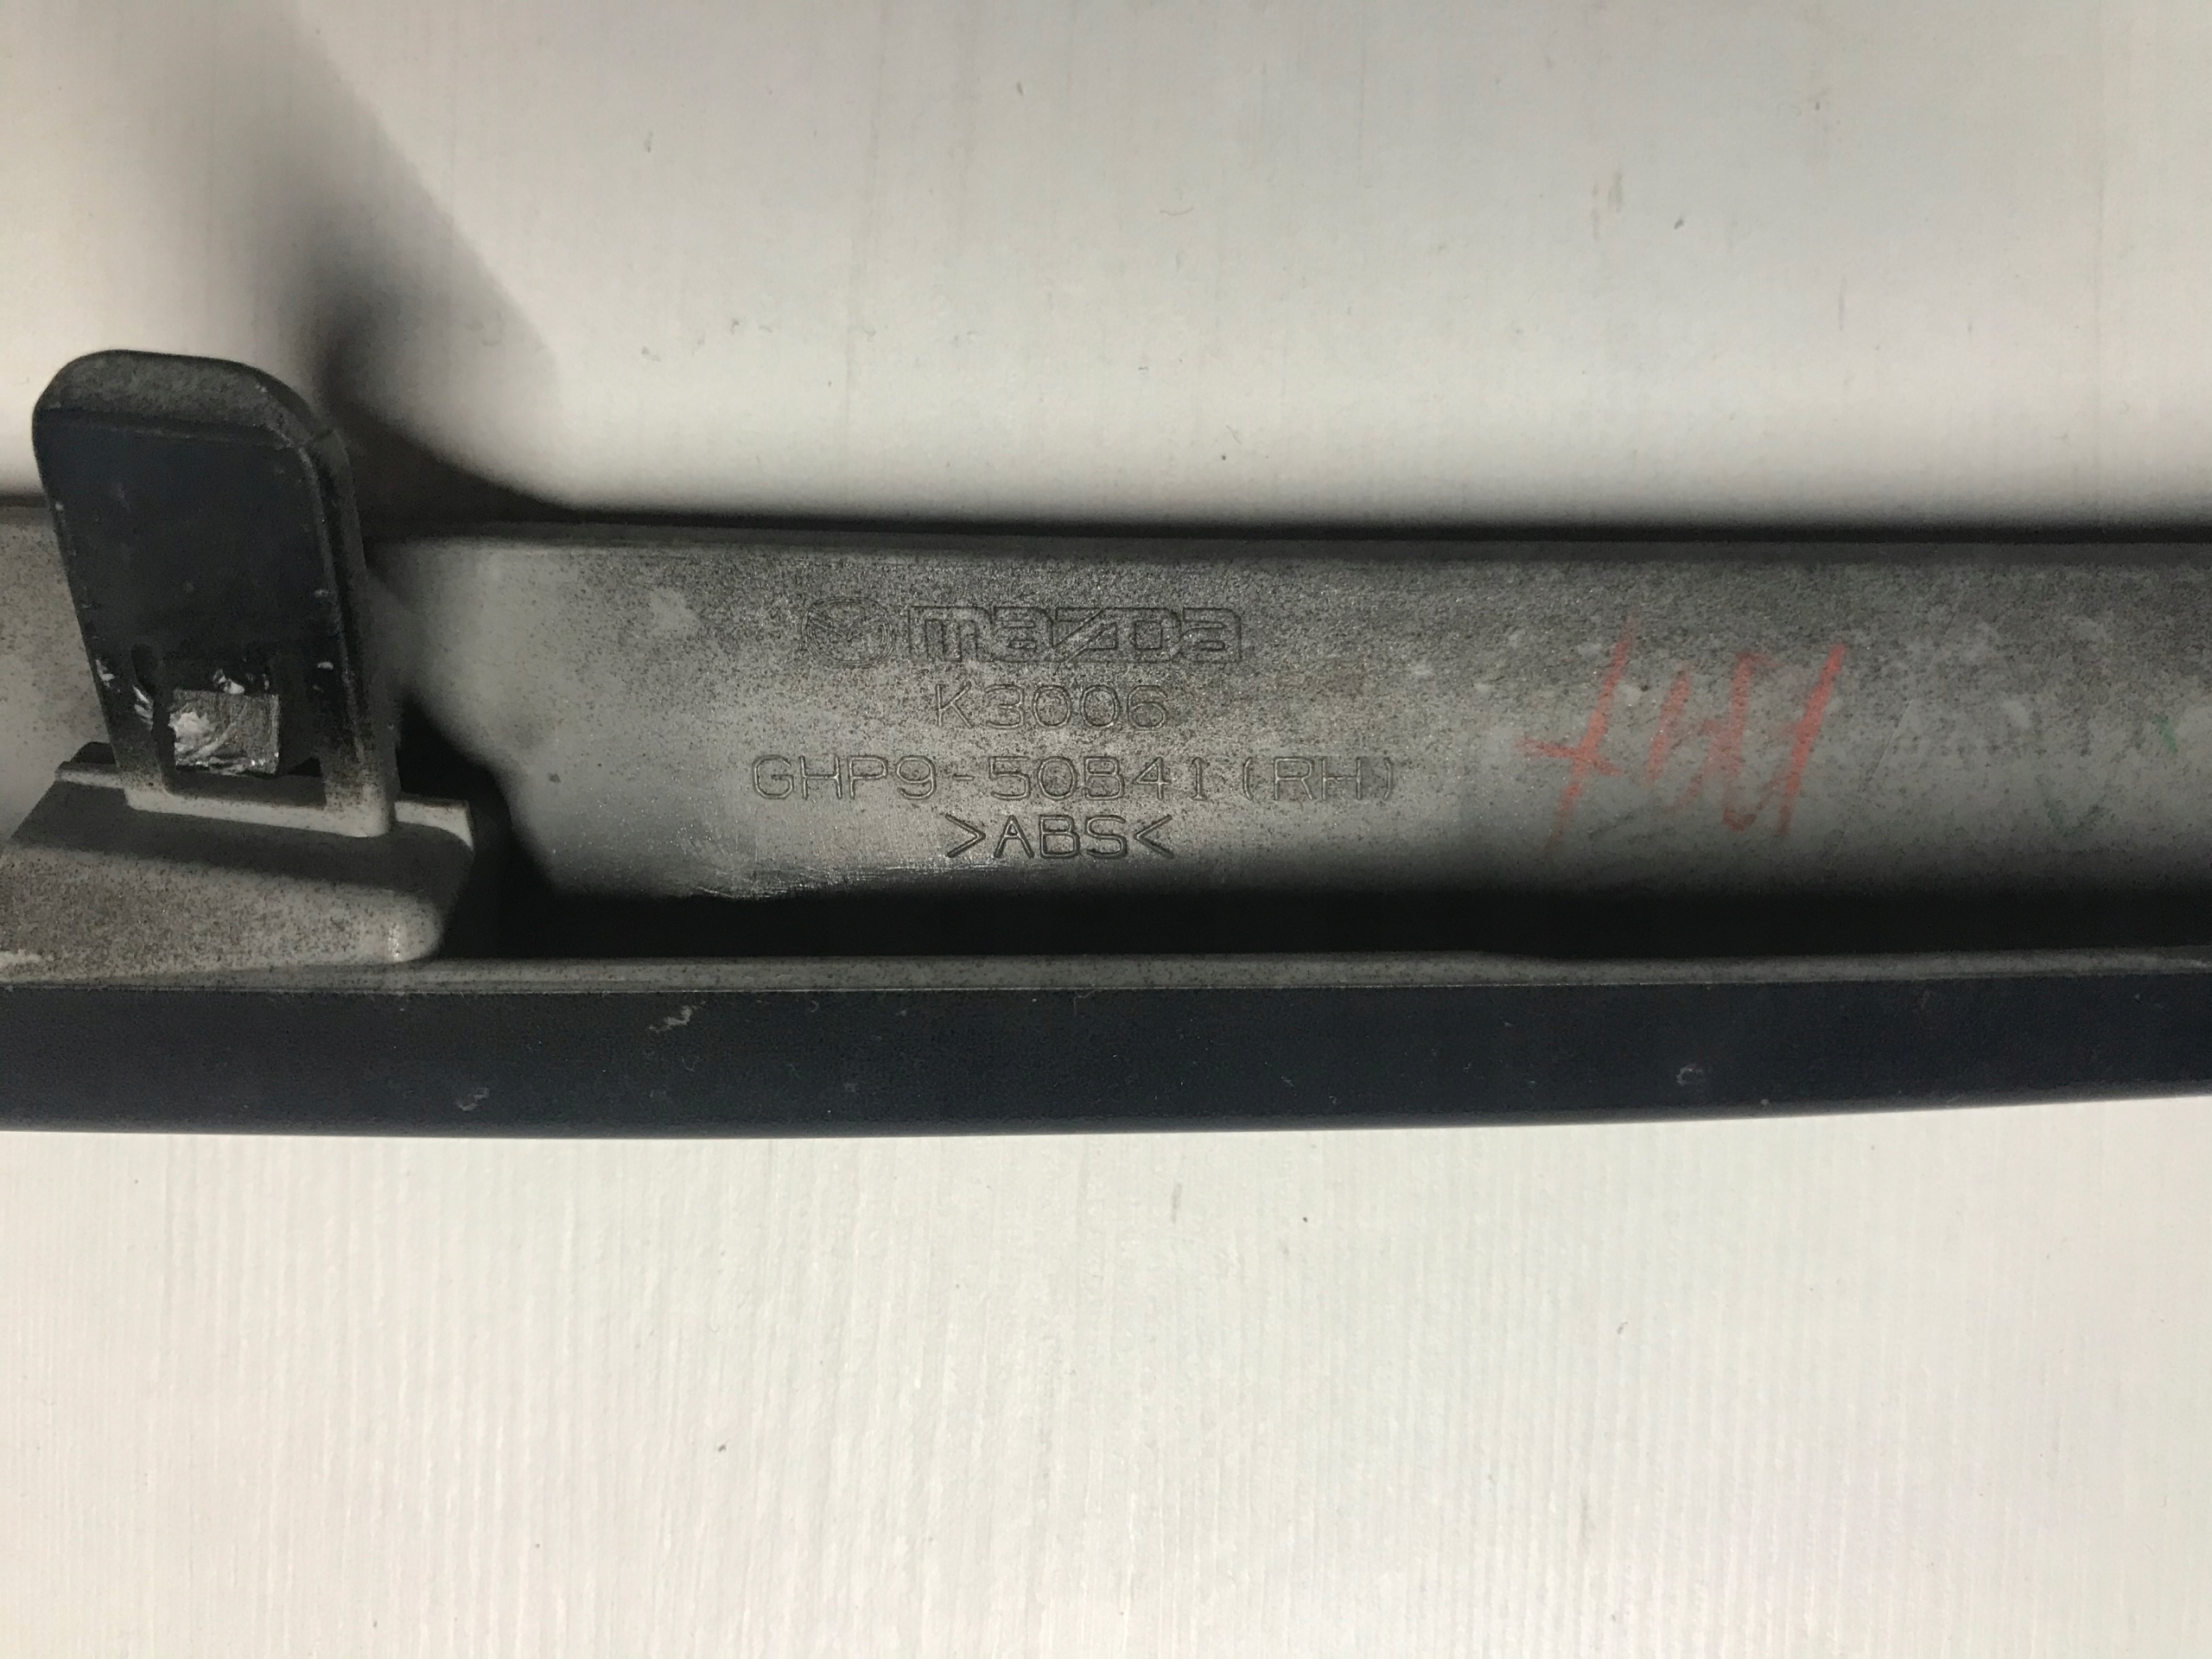 mazda
K3006
GHP9-50B41(RH)
>ABS<